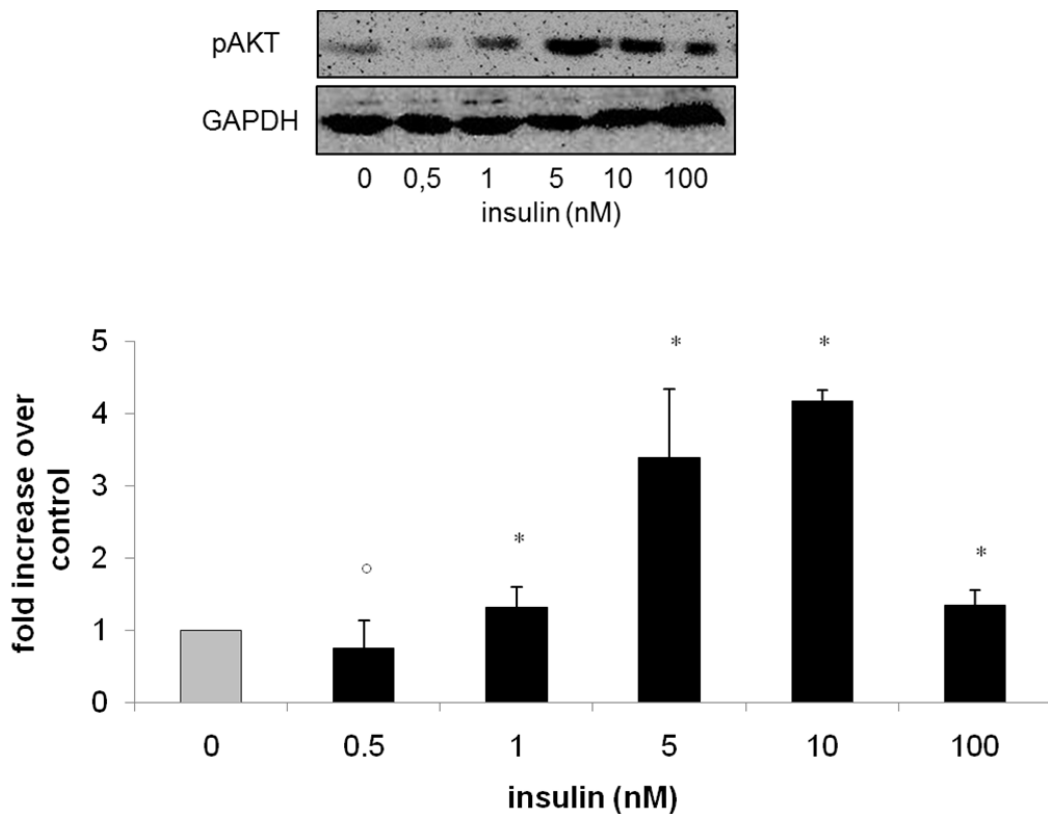 pAKT
GAPDH
0 0,5 1 5 10 100
insulin (nM)
5
4
3
2
1
0
fold increase over
control
° * * * *
0 0.5 1 5 10 100
insulin (nM)